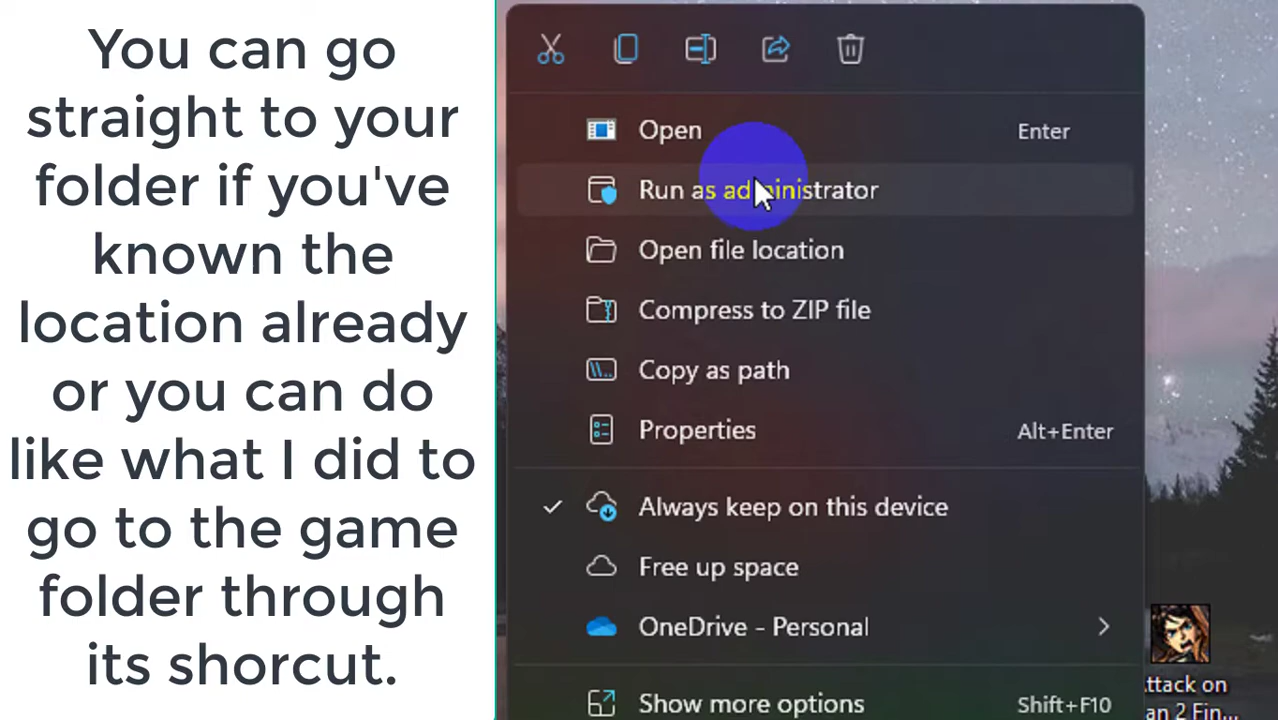 You can go
straight to your
folder if you've
known the
location already
or you can do
like what I did to
go to the game
folder through
its shorcut.
Open Enter
Run as administrator
Open file location
Compress to ZIP file
Copy as path
Properties Alt+Enter
Always keep on this device
Free up space
OneDrive - Personal
Show more options Shift+F10
ttack on
an 2 Fin...